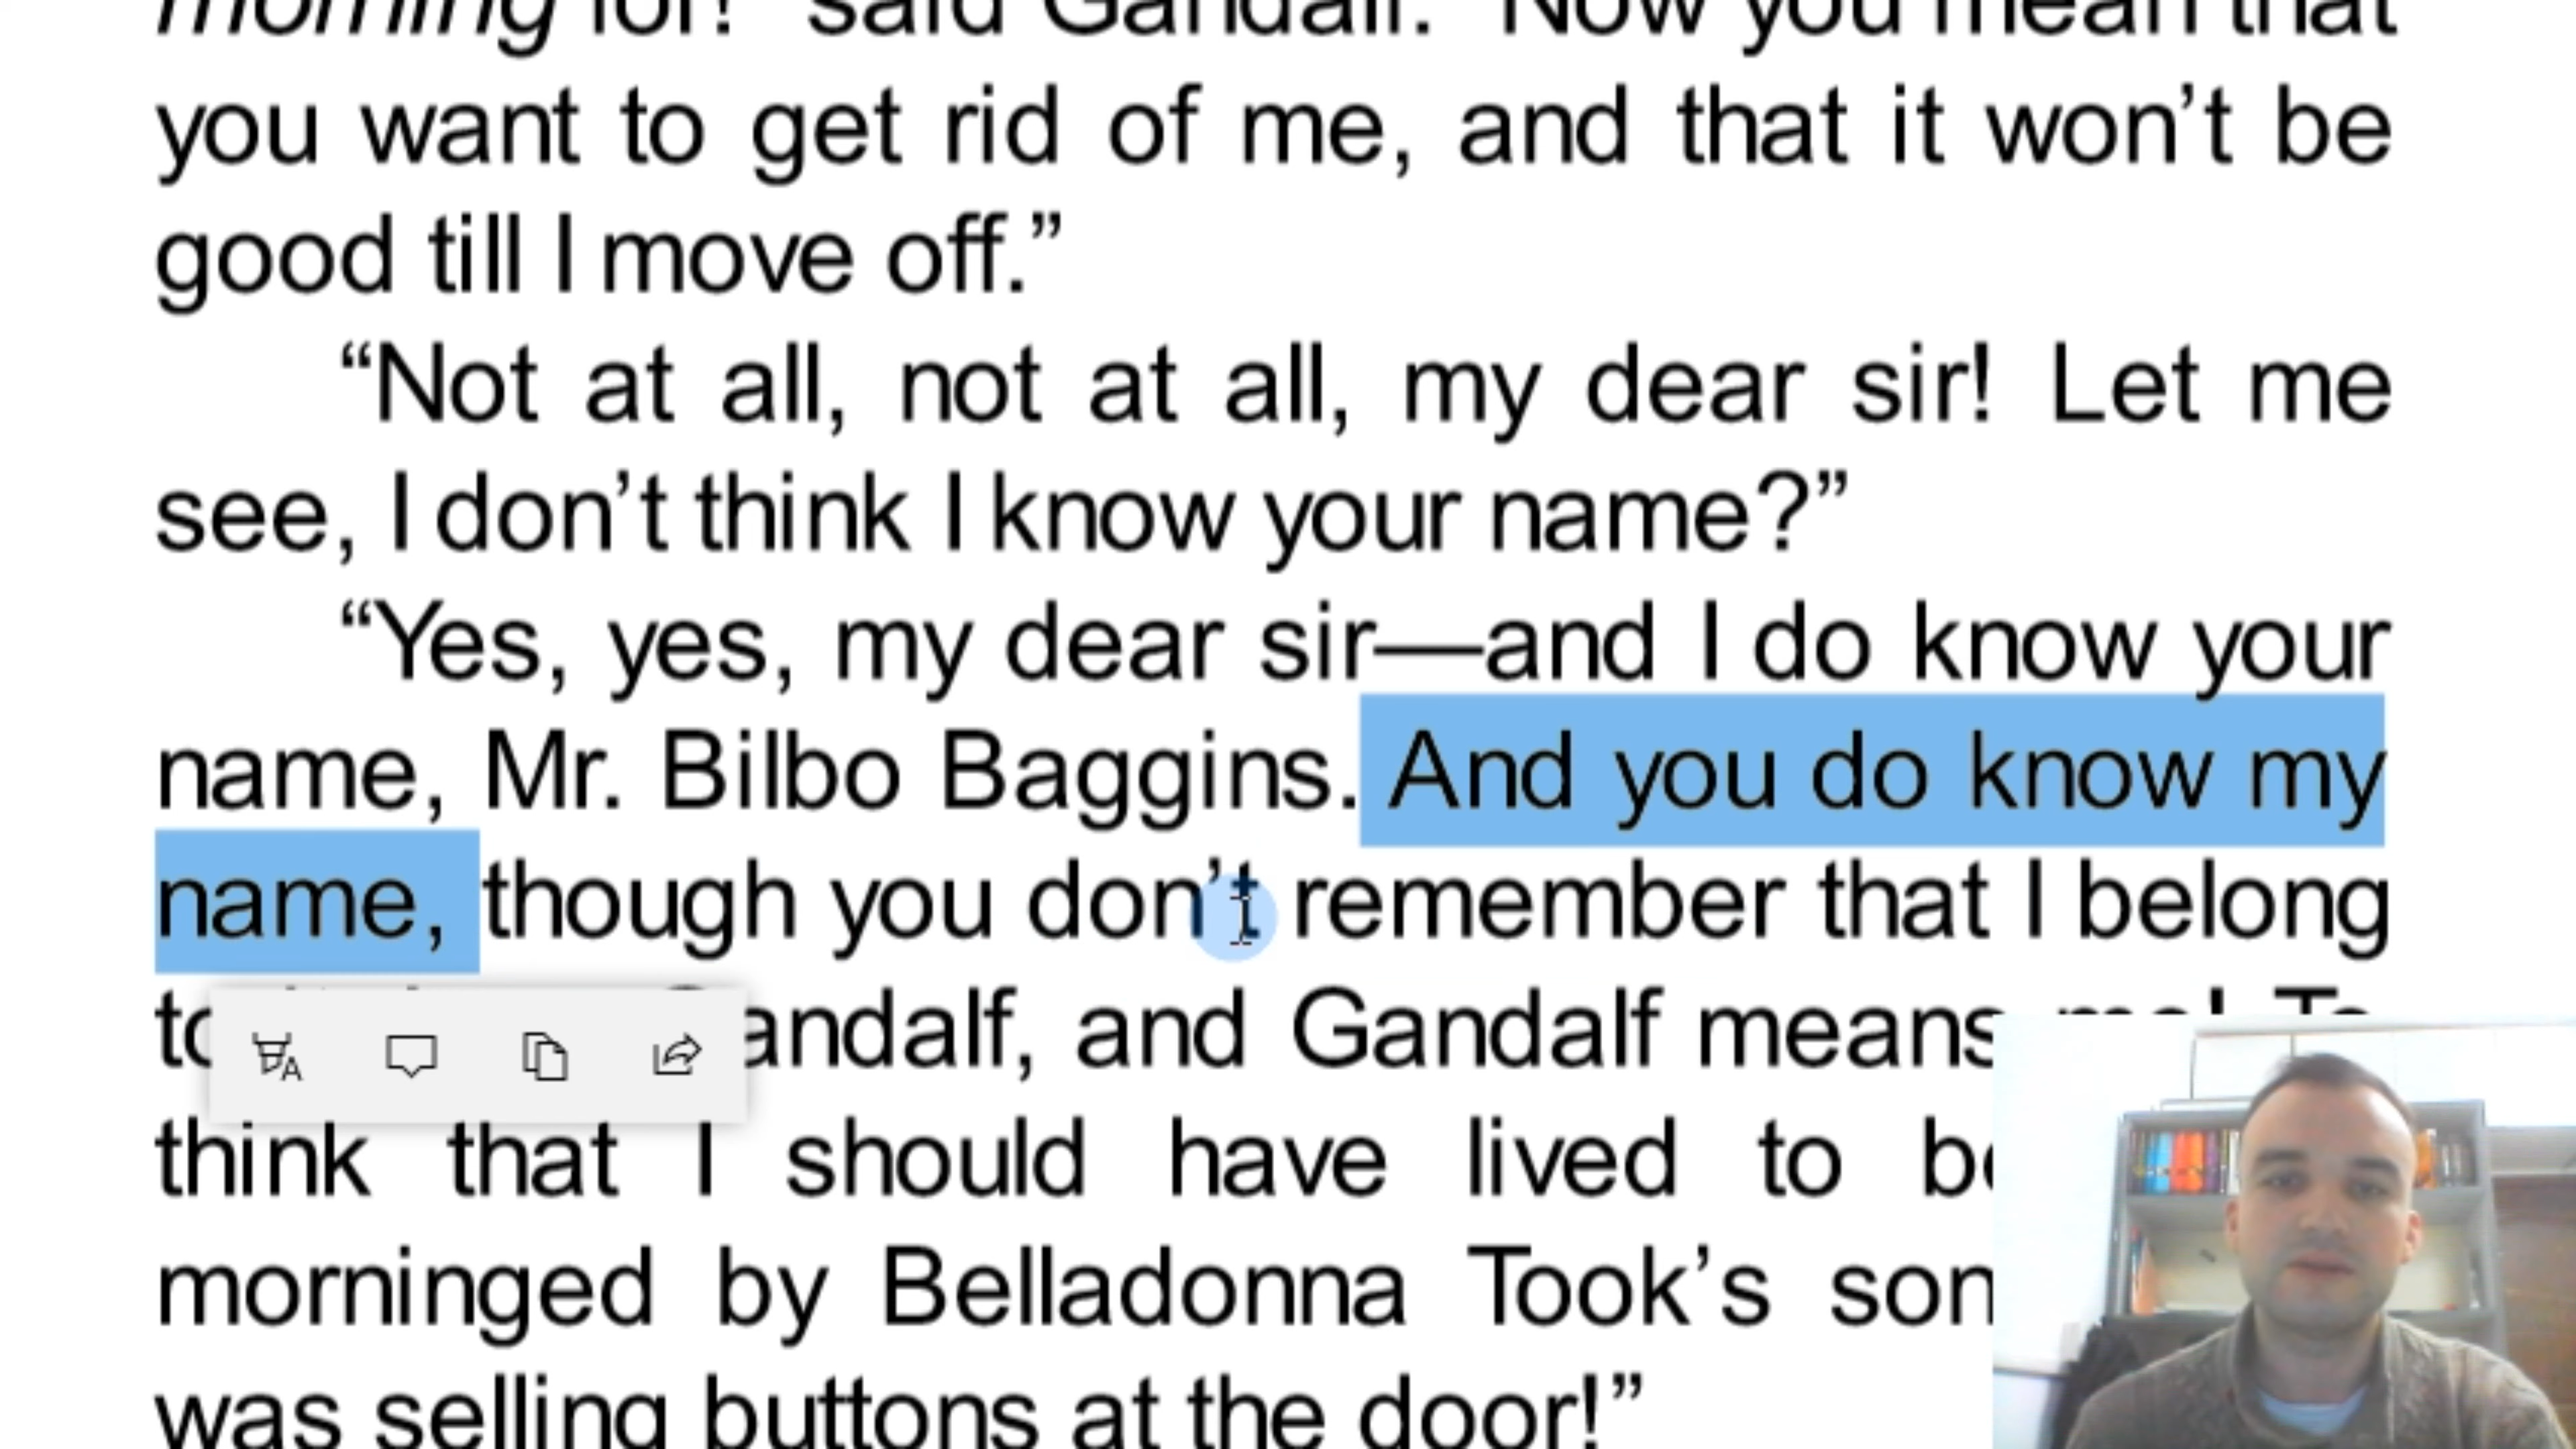 morning for!” said Gandalf. “Now you mean that
you want to get rid of me, and that it won’t be
good till I move off.”
“Not at all, not at all, my dear sir! Let me
see, I don’t think I know your name?”
“Yes, yes, my dear sir—and I do know your
name, Mr. Bilbo Baggins. And you do know my
name, though you don’t remember that I belong
andalf, and Gandalf means me! To
think that I should have lived to
morninged by Belladonna Took’s son
was selling buttons at the door!”